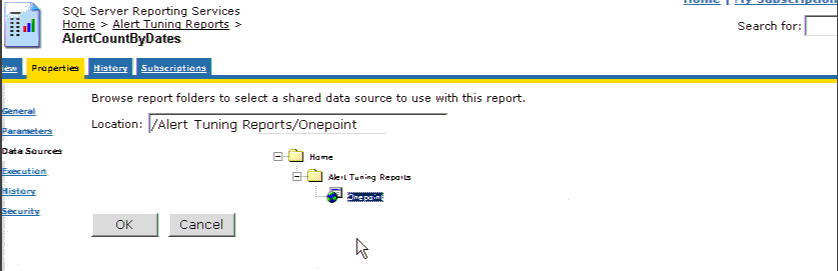 Home | My Subscription
SQL Server Reporting Services
Home > Alert Tuning Reports >
Search for:
AlertCountByDates
iew Properties History Subscriptions
Browse report folders to select a shared data source to use with this report.
General
Location: /Alert Tuning Reports/Onepoint
Parameters
Data Sources
Home
Execution
Alert Tuning Reports
History
Onepoint
Security
OK Cancel